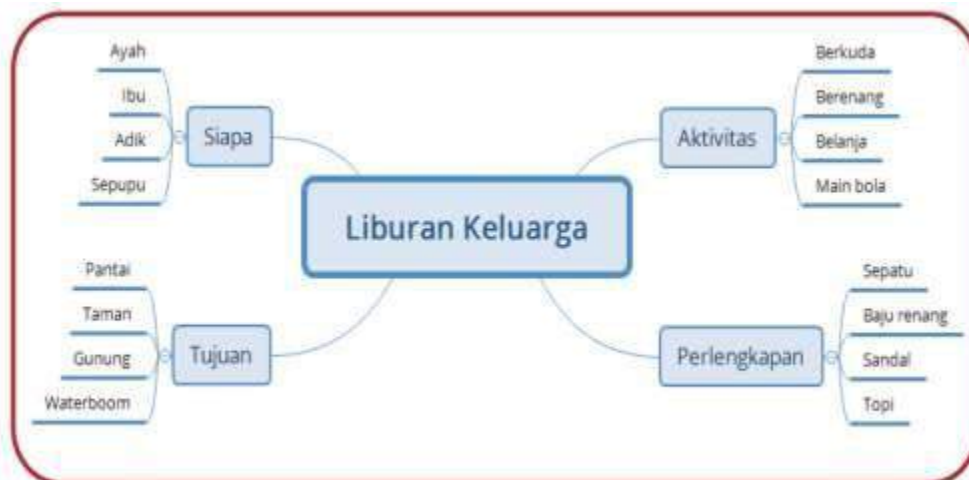 Liburan Keluarga
Siapa
Ayah
Ibu
Adik
Sepupu
Tujuan
Pantai
Taman
Gunung
Waterboom
Aktivitas
Berkuda
Berenang
Belanja
Main bola
Perlengkapan
Sepatu
Baju renang
Sandal
Topi